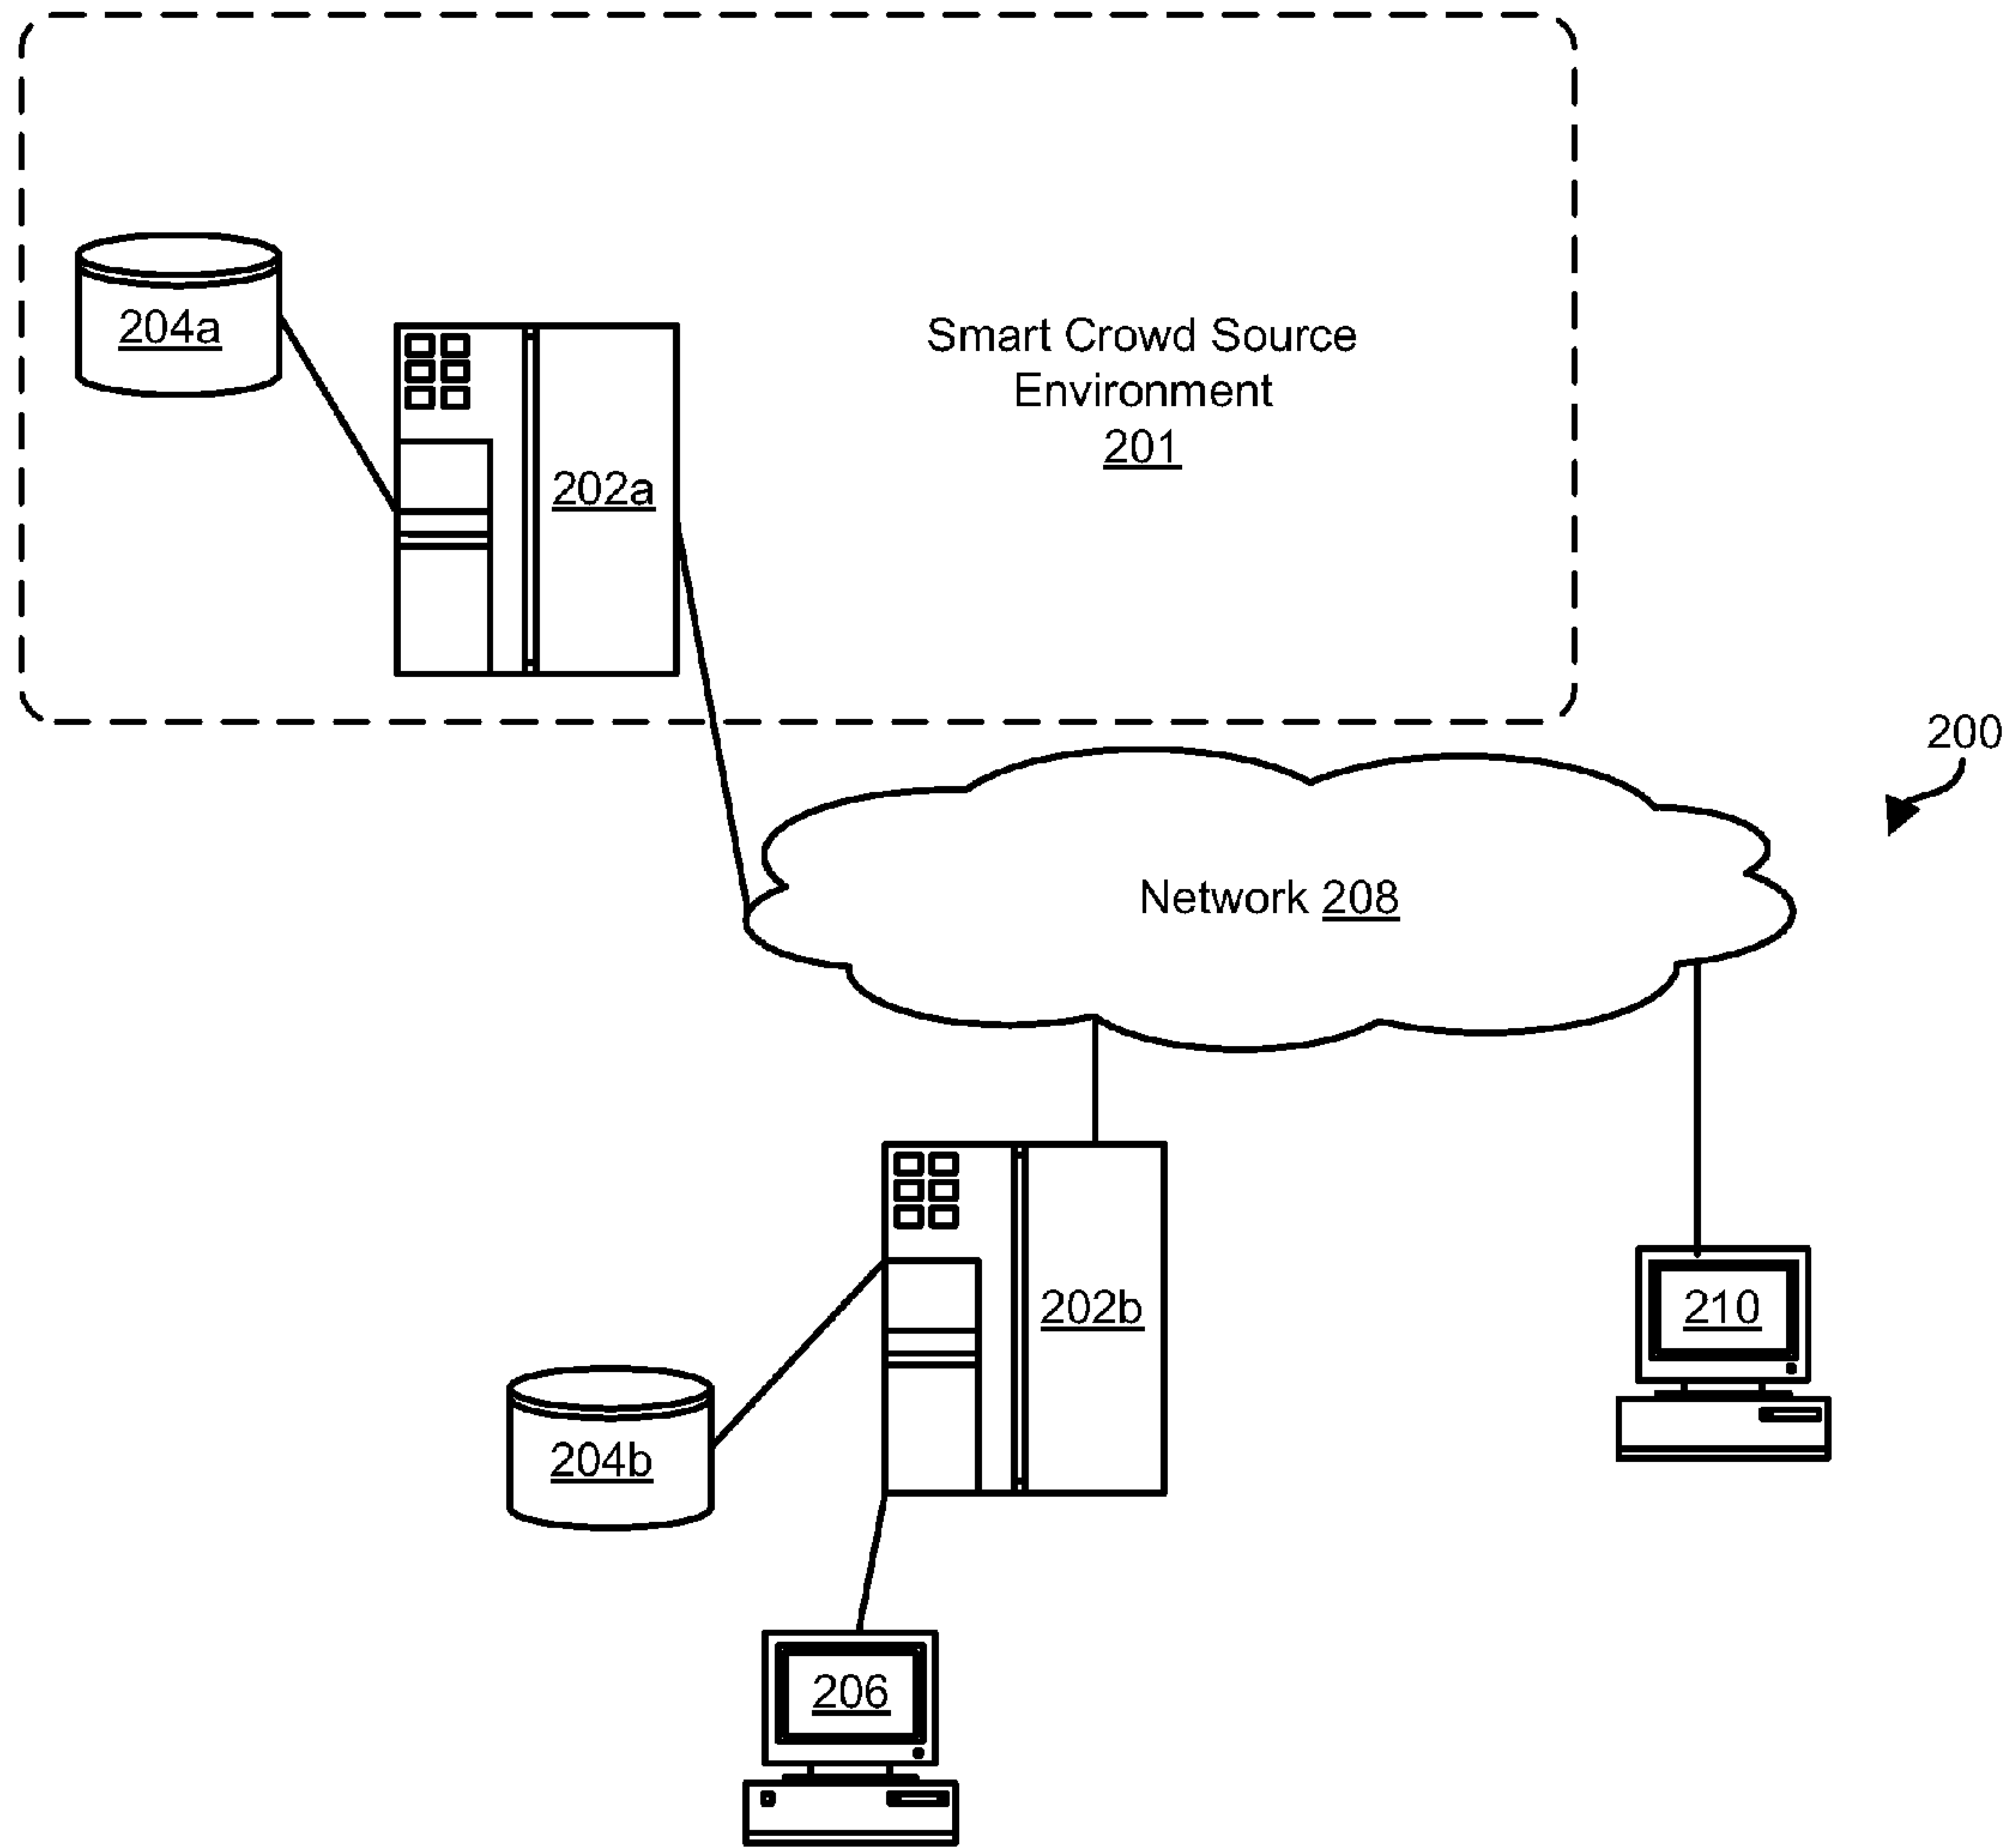 204a
Smart Crowd Source
Environment
201
202a
200
Network 208
202b
210
204b
206